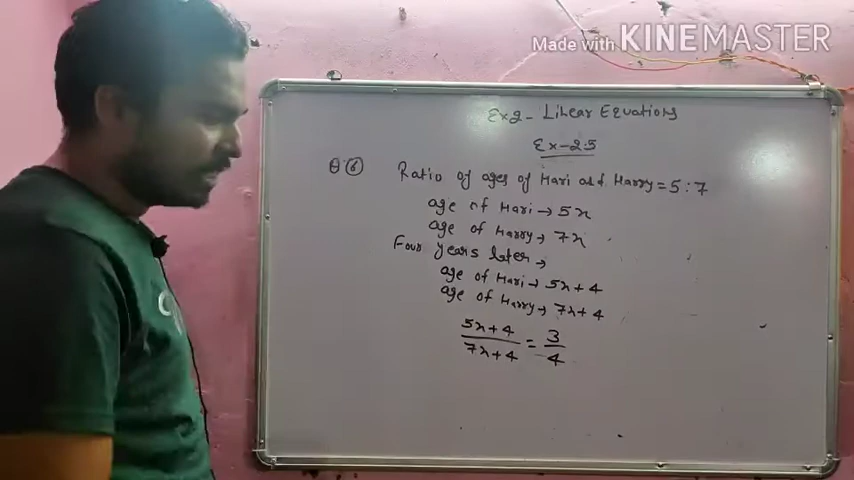 Made with KINEMASTER
Ex2- Linear Equations
Ex-2.5
Q⑥ Ratio of ages of Hari and Harry = 5:7
age of Hari → 5x
age of Harry → 7x
Four years later →
age of Hari → 5x+4
age of Harry → 7x+4
5x+4 / 7x+4 = 3 / 4